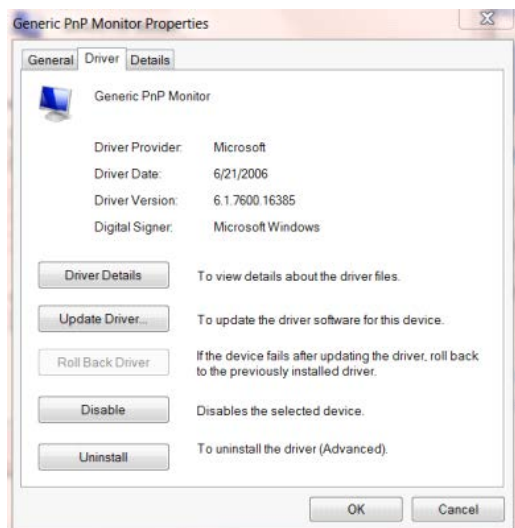 Generic PnP Monitor Properties
General Driver Details
Generic PnP Monitor
Driver Provider: Microsoft
Driver Date: 6/21/2006
Driver Version: 6.1.7600.16385
Digital Signer: Microsoft Windows
Driver Details To view details about the driver files.
Update Driver... To update the driver software for this device.
Roll Back Driver If the device fails after updating the driver, roll back
to the previously installed driver.
Disable Disables the selected device.
Uninstall To uninstall the driver (Advanced).
OK Cancel